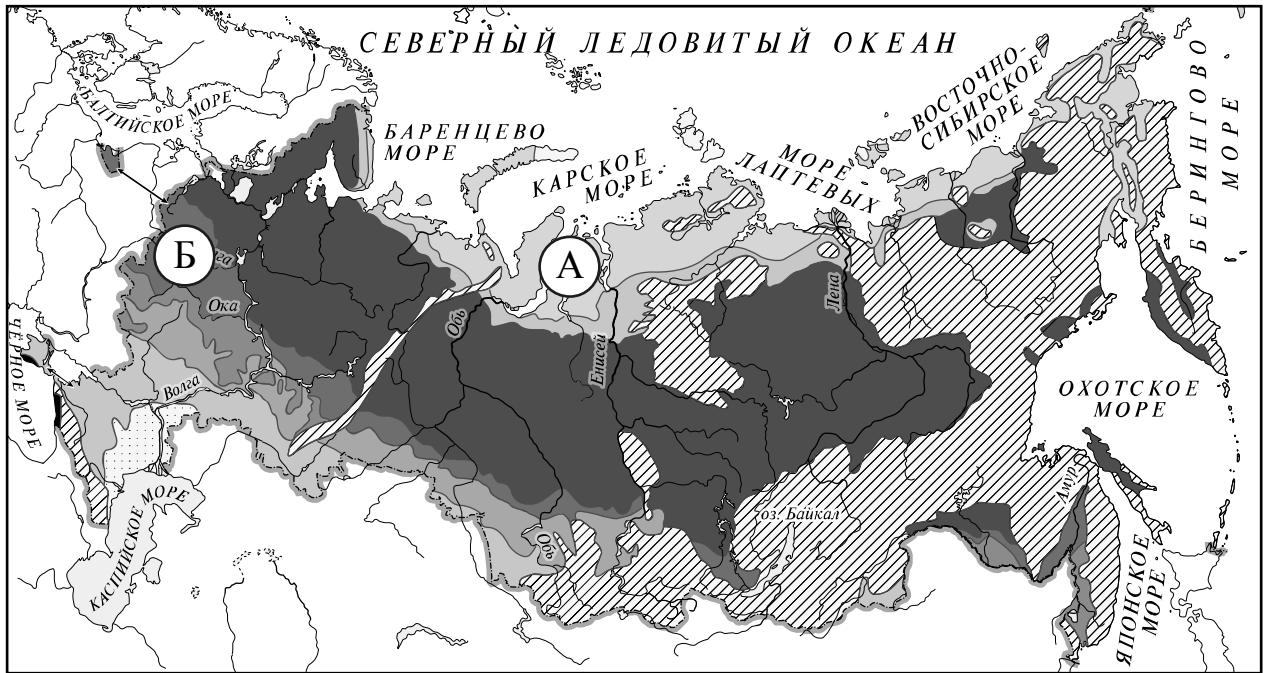 СЕВЕРНЫЙ ЛЕДОВИТЫЙ ОКЕАН
БАЛТИЙСКОЕ МОРЕ
БАРЕНЦЕВО
МОРЕ
КАРСКОЕ
МОРЕ
МОРЕ
ЛАПТЕВЫХ
ВОСТОЧНО-
СИБИРСКОЕ
МОРЕ
БЕРИНГОВО
МОРЕ
Б
А
Ока
Обь
Енисей
Лена
ЧЕРНОЕ МОРЕ
Волга
ОХОТСКОЕ
МОРЕ
Амур
оз. Байкал
Обь
КАСПИЙСКОЕ МОРЕ
ЯПОНСКОЕ
МОРЕ